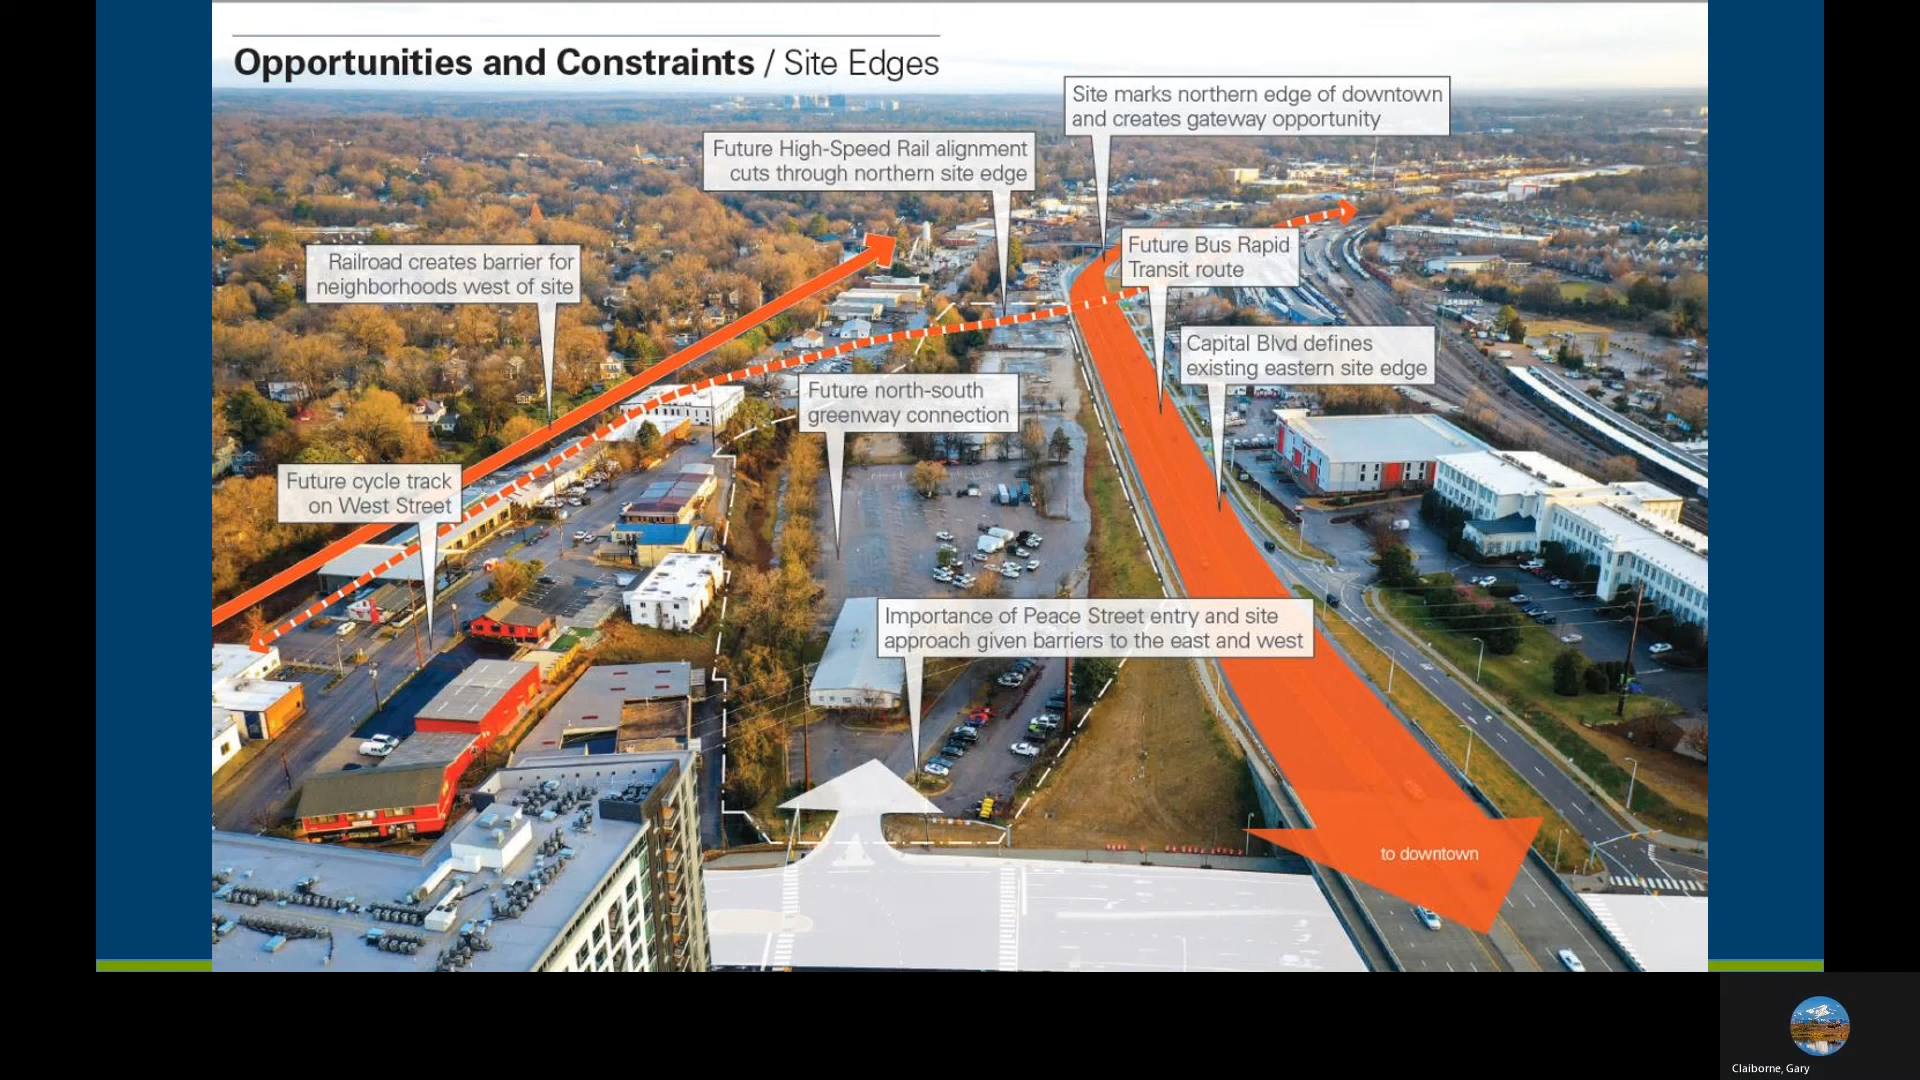 Opportunities and Constraints / Site Edges
Site marks northern edge of downtown
and creates gateway opportunity
Future High-Speed Rail alignment
cuts through northern site edge
Railroad creates barrier for
neighborhoods west of site
Future Bus Rapid
Transit route
Capital Blvd defines
existing eastern site edge
Future north-south
greenway connection
Future cycle track
on West Street
Importance of Peace Street entry and site
approach given barriers to the east and west
to downtown
Claiborne, Gary